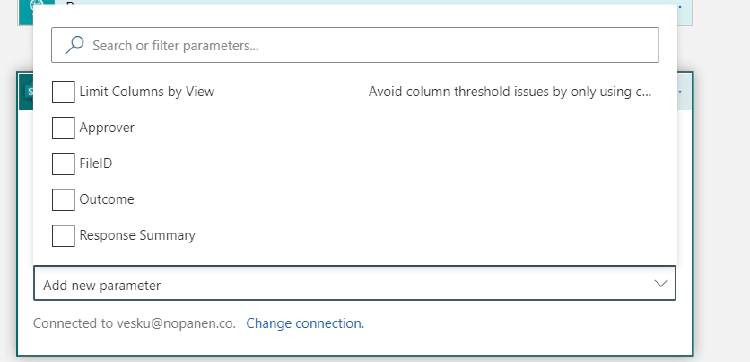 Search or filter parameters...
Limit Columns by View Avoid column threshold issues by only using c...
Approver
FileID
Outcome
Response Summary
Add new parameter
Connected to vesku@nopanen.co. Change connection.